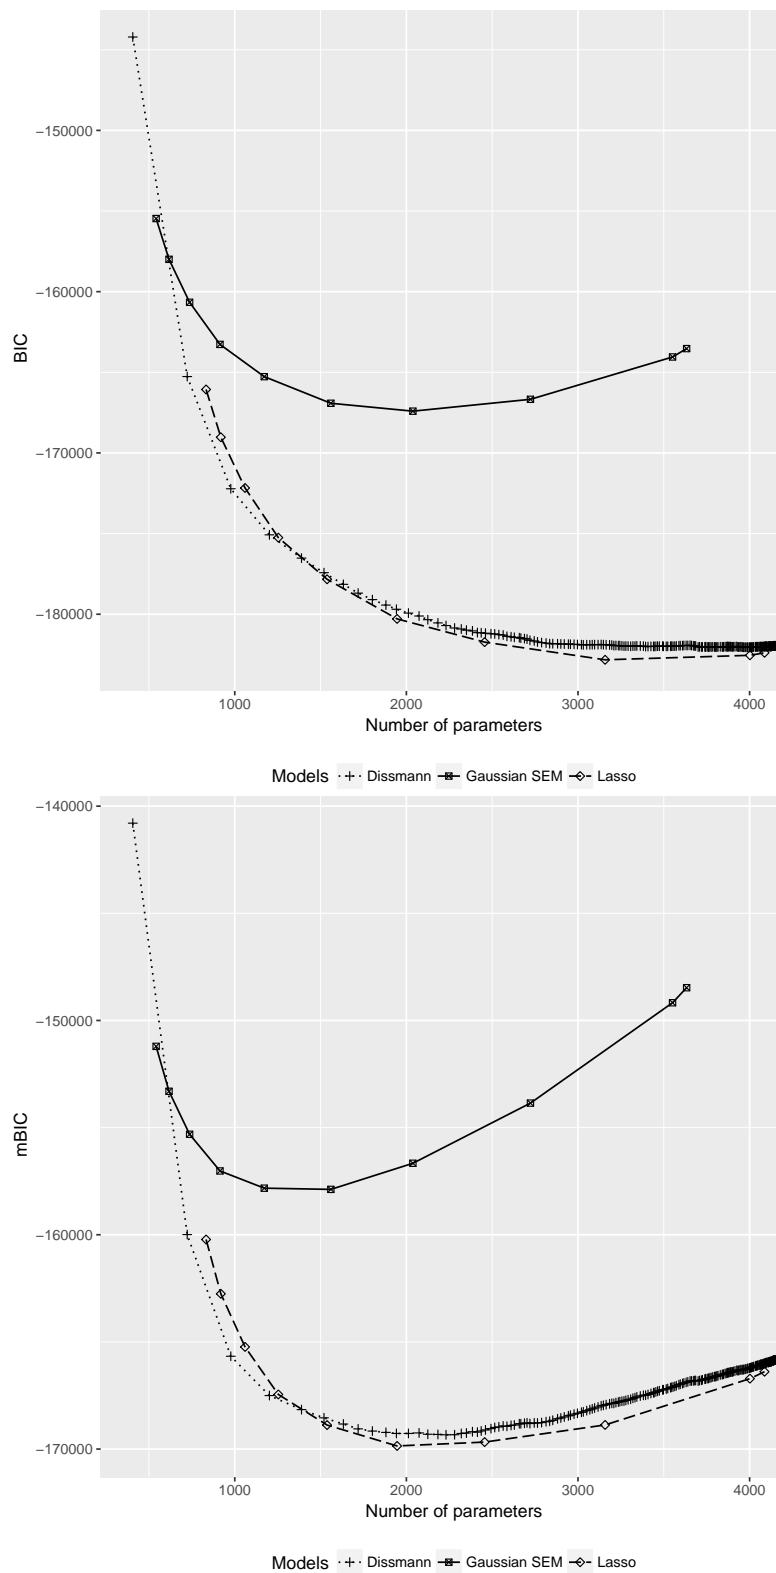 −150000
−160000
−170000
−180000
BIC
1000 2000 3000 4000
Number of parameters
Models Dissmann Gaussian SEM Lasso
−140000
−150000
−160000
−170000
mBIC
1000 2000 3000 4000
Number of parameters
Models Dissmann Gaussian SEM Lasso